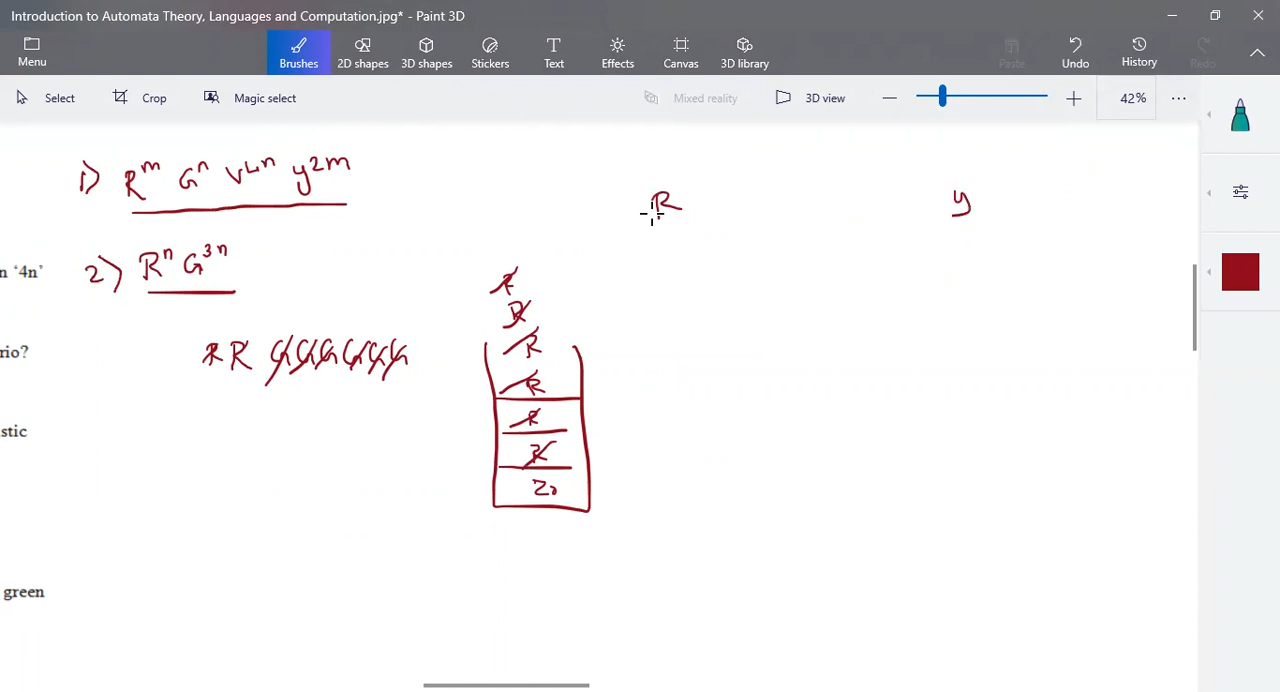 Introduction to Automata Theory, Languages and Computation.jpg* - Paint 3D
Menu Brushes 2D shapes 3D shapes Stickers Text Effects Canvas 3D library Paste Undo History Redo
Select Crop Magic select Mixed reality 3D view 42%
1) R^m G^n V^4n y^2m
R y
2) R^n G^3n
n ‘4n’
R
R
rio? R R G G G G G G R
R
stic R
R
Z0
green